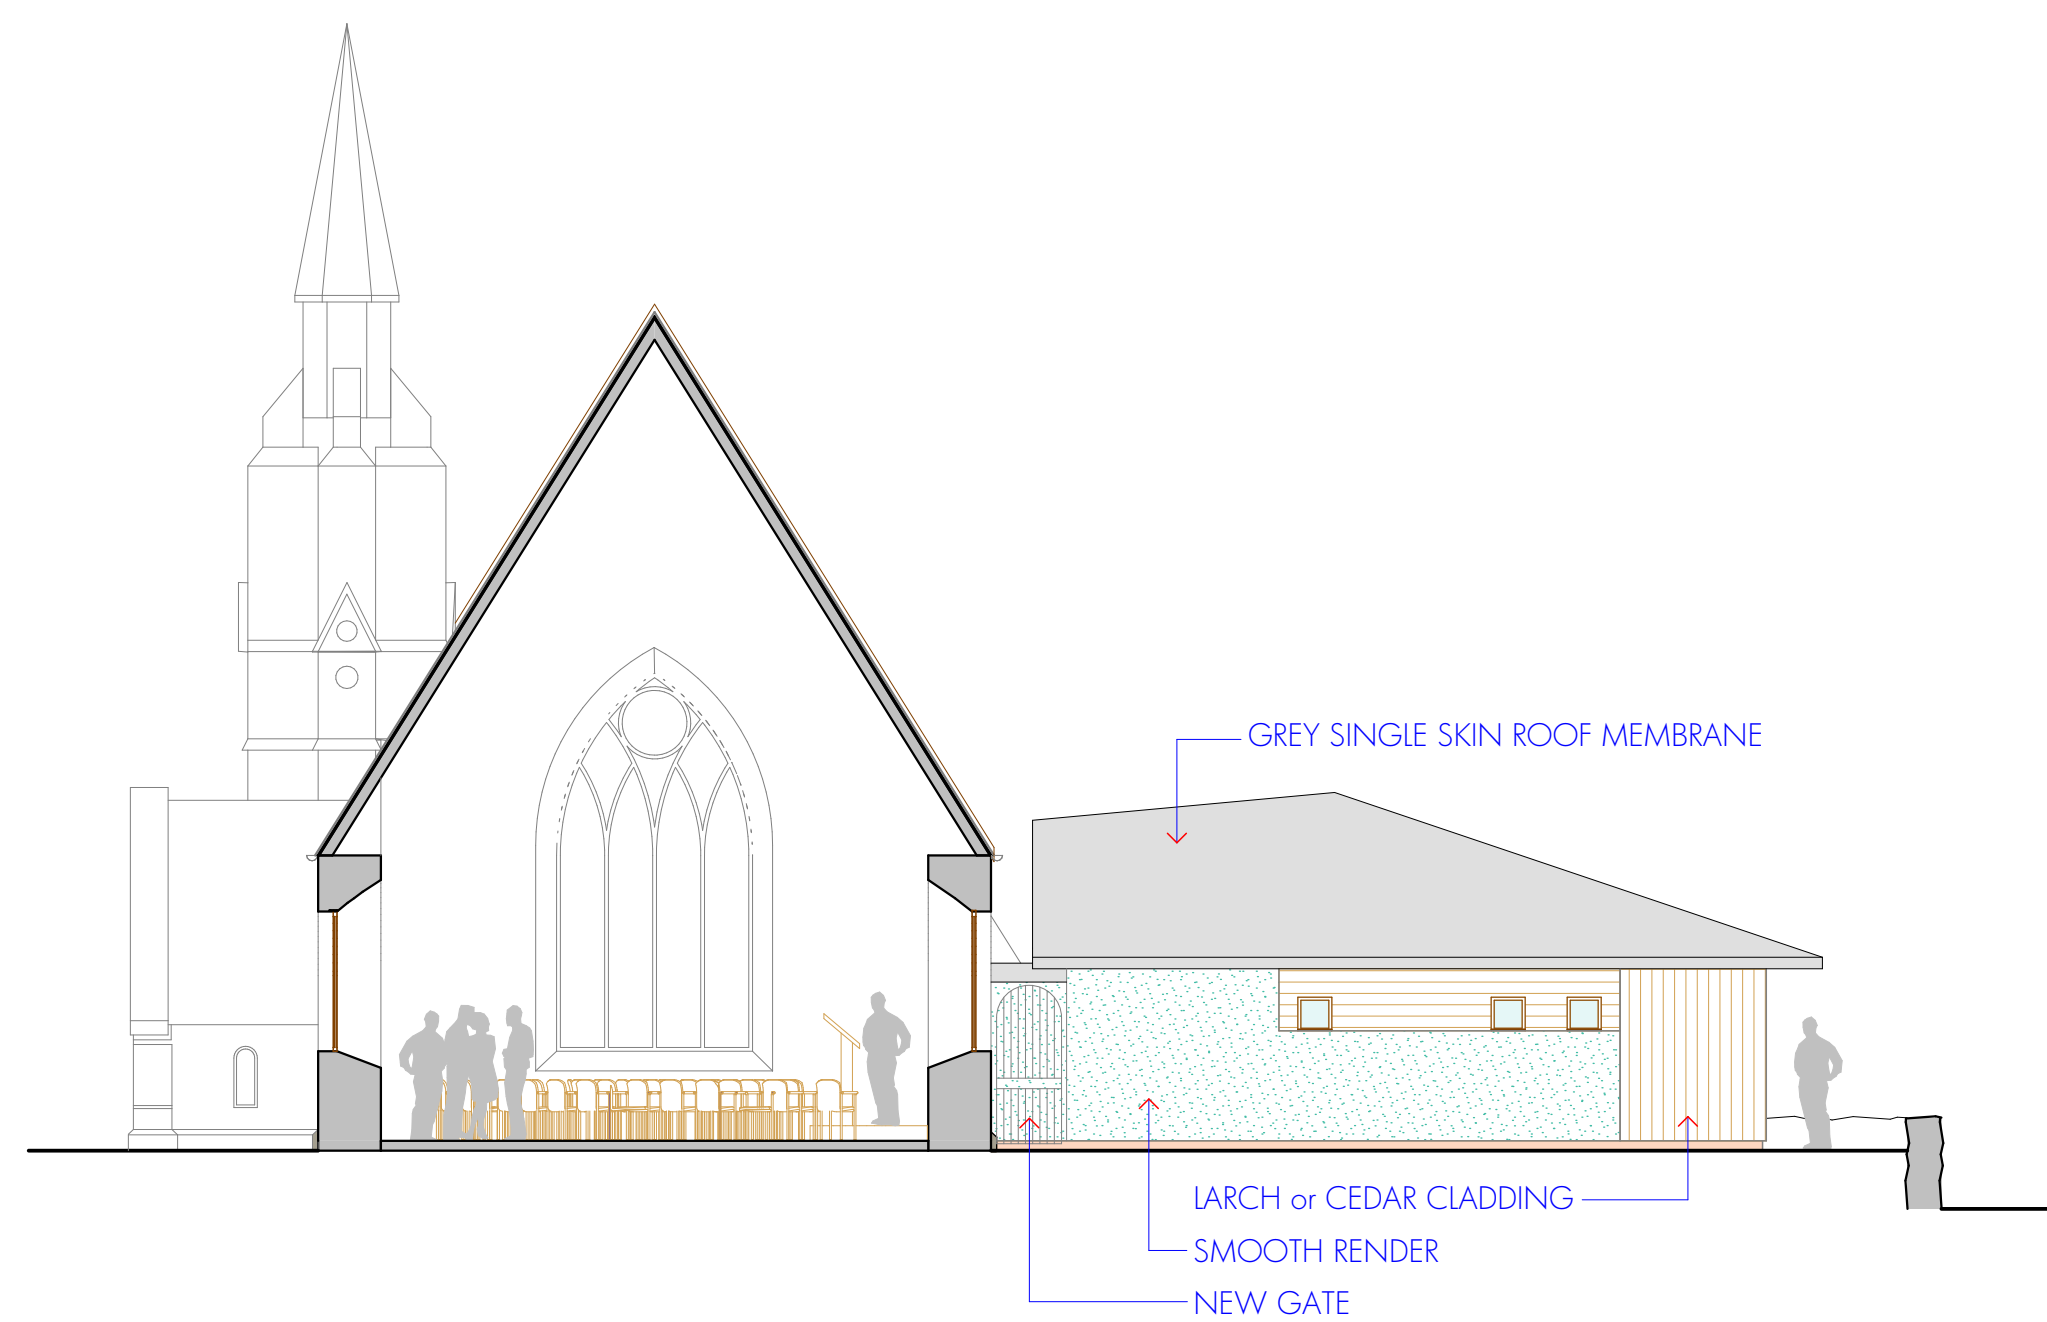 GREY SINGLE SKIN ROOF MEMBRANE
LARCH or CEDAR CLADDING
SMOOTH RENDER
NEW GATE